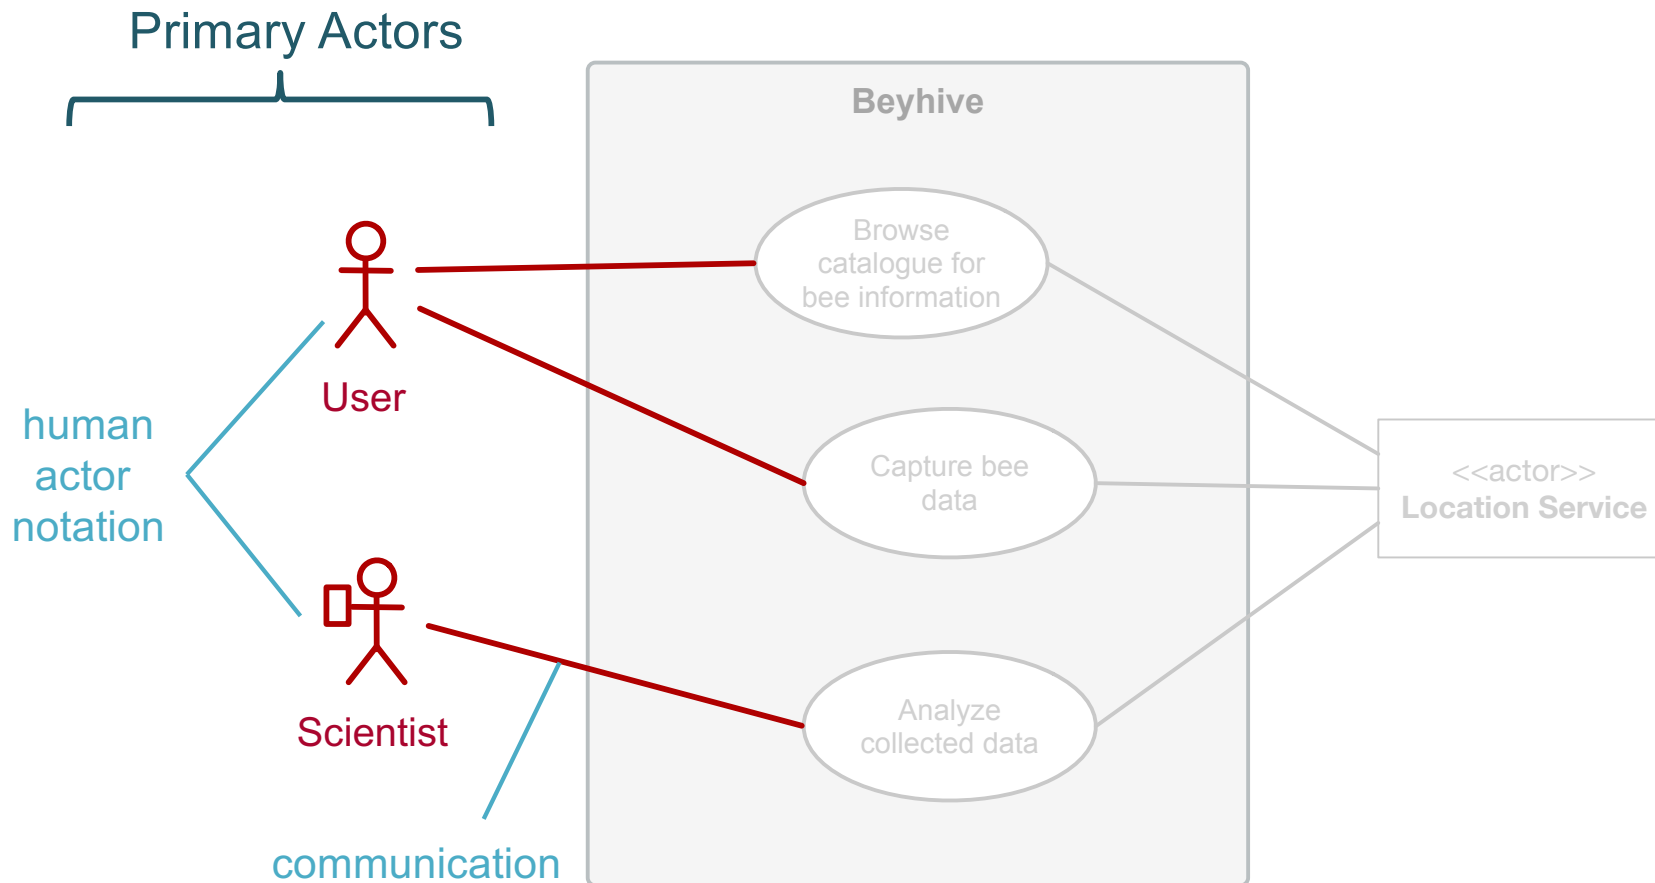 Primary Actors
Beyhive
Browse
catalogue for
bee information
User
human
actor
notation
Capture bee
data
<<actor>>
Location Service
Scientist
Analyze
collected data
communication